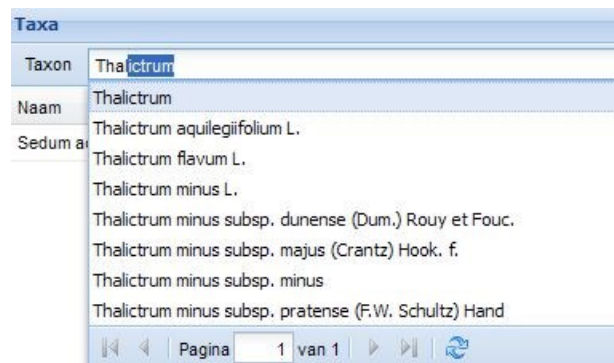 Taxa
Taxon Thalictrum
Thalictrum
Naam
Thalictrum aquilegiifolium L.
Sedum a
Thalictrum flavum L.
Thalictrum minus L.
Thalictrum minus subsp. dunense (Dum.) Rouy et Fouc.
Thalictrum minus subsp. majus (Crantz) Hook. f.
Thalictrum minus subsp. minus
Thalictrum minus subsp. pratense (F.W. Schultz) Hand
Pagina 1 van 1